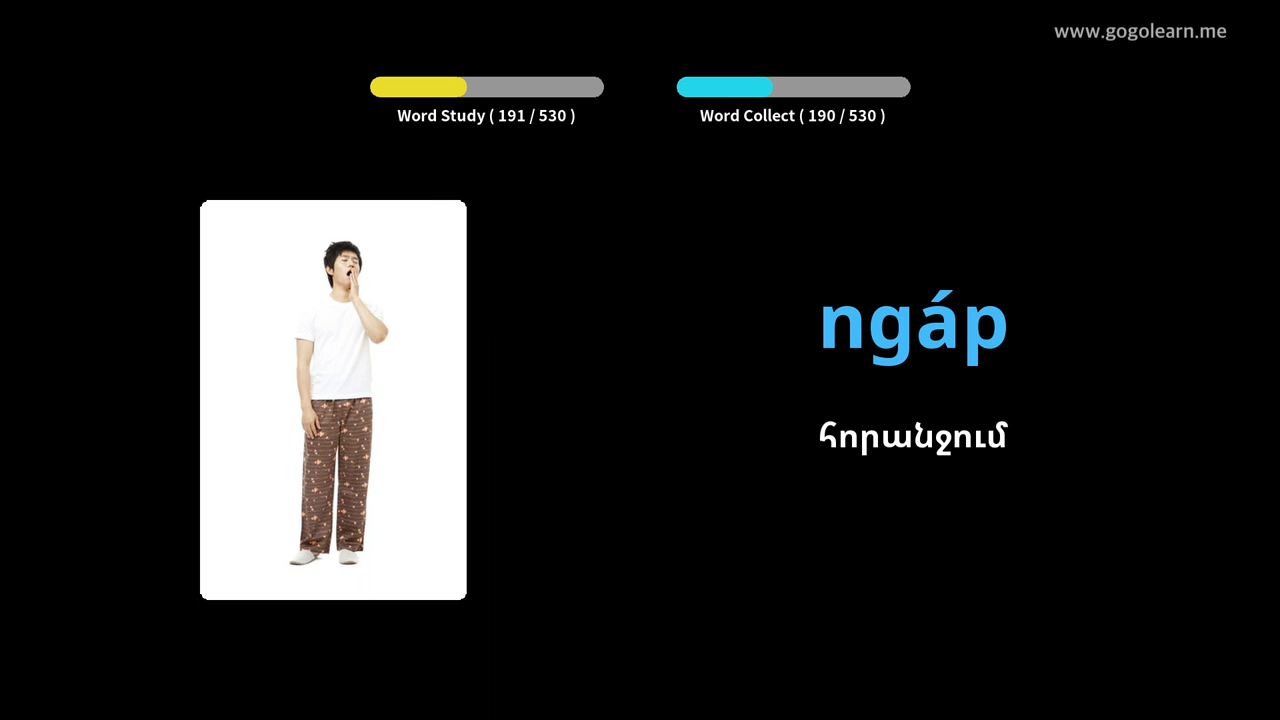 www.gogolearn.me
Word Study ( 191 / 530 )
Word Collect ( 190 / 530 )
ngáp
հորանջում